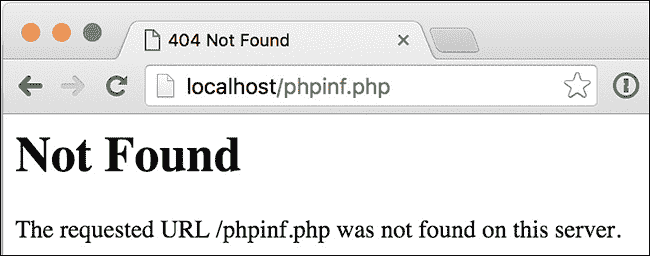 404 Not Found
localhost/phpinf.php
Not Found
The requested URL /phpinf.php was not found on this server.